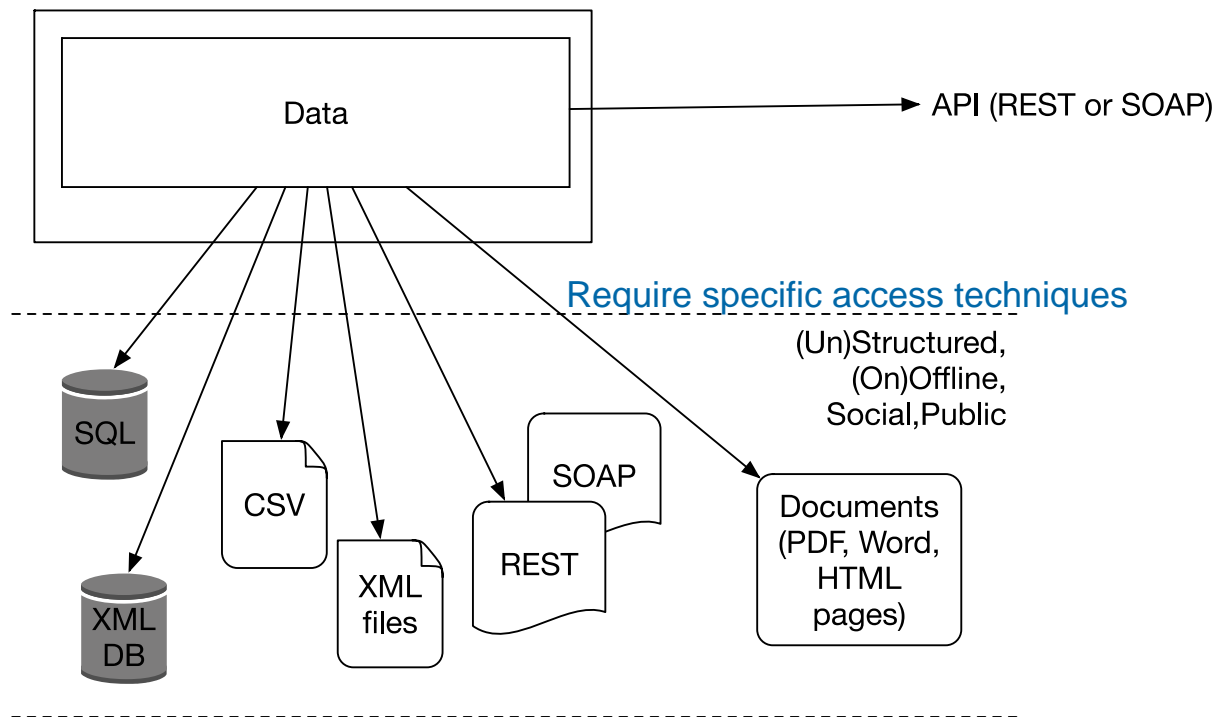 Data
API (REST or SOAP)
Require specific access techniques
(Un)Structured,
(On)Offline,
Social,Public
SQL
CSV
SOAP
REST
Documents
(PDF, Word,
HTML
pages)
XML
files
XML
DB